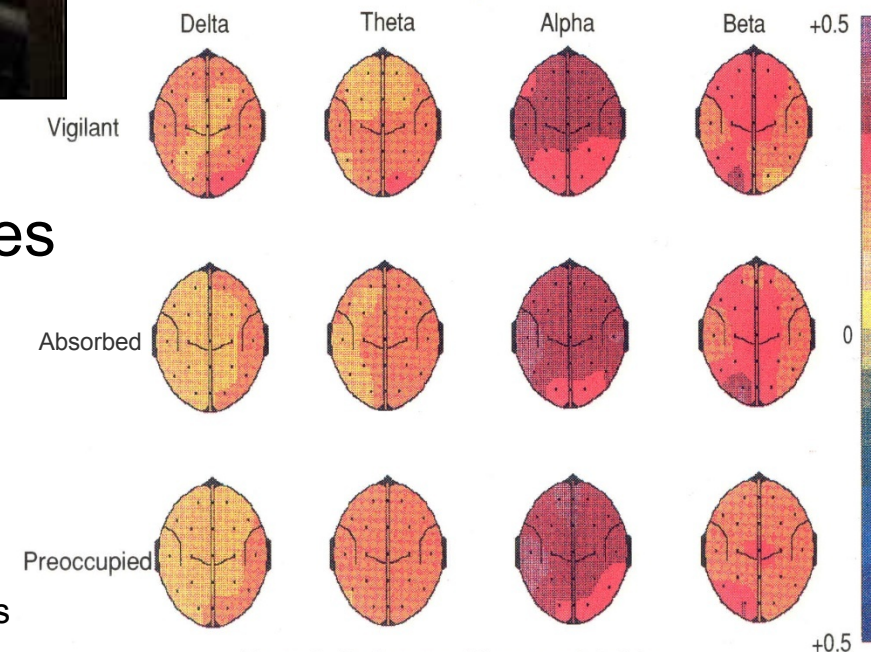 Delta Theta Alpha Beta +0.5
Vigilant
es
Absorbed 0
Preoccupied
s
+0.5